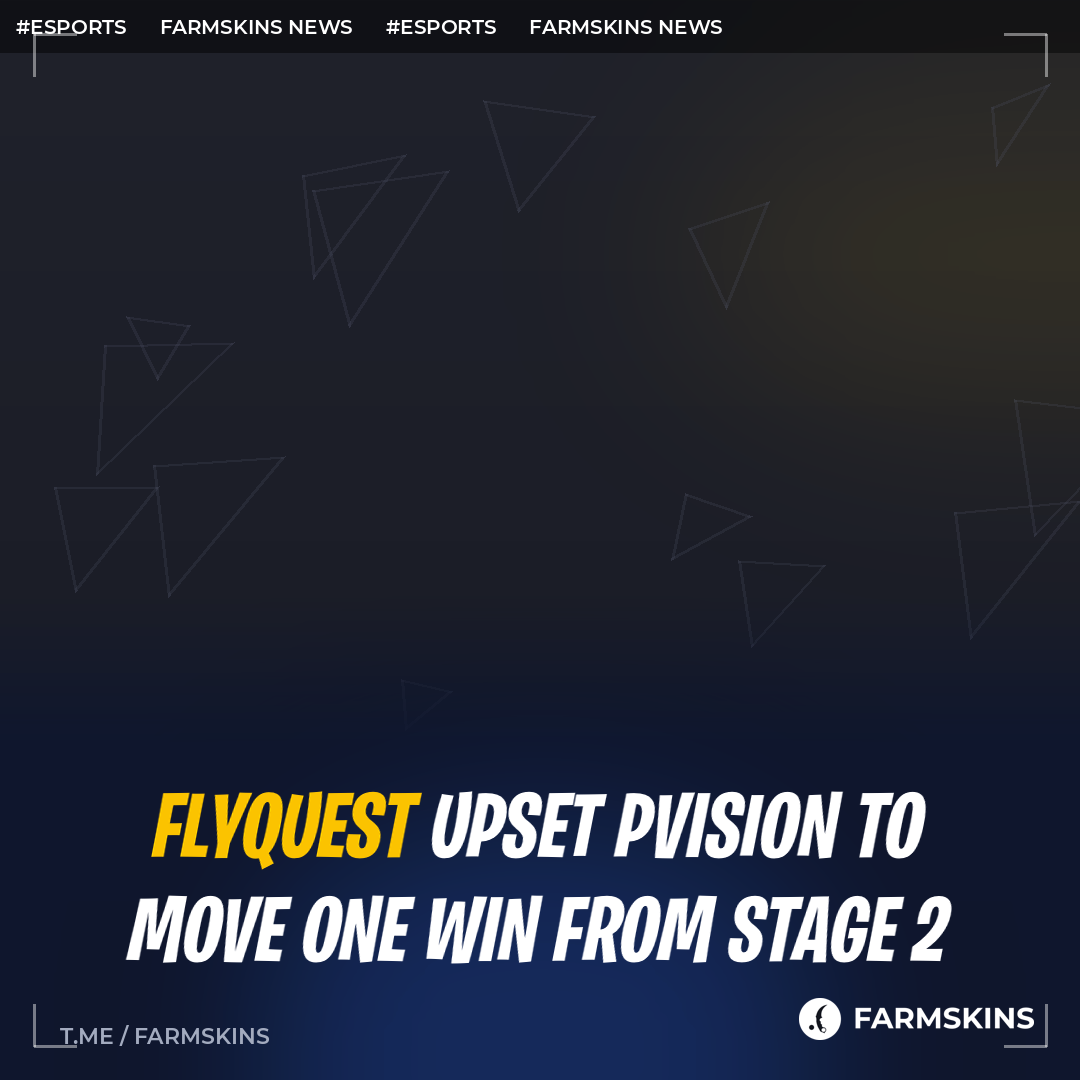 #ESPORTS FARMSKINS NEWS #ESPORTS FARMSKINS NEWS
FLYQUEST UPSET PVISION TO
MOVE ONE WIN FROM STAGE 2
T.ME / FARMSKINS
FARMSKINS